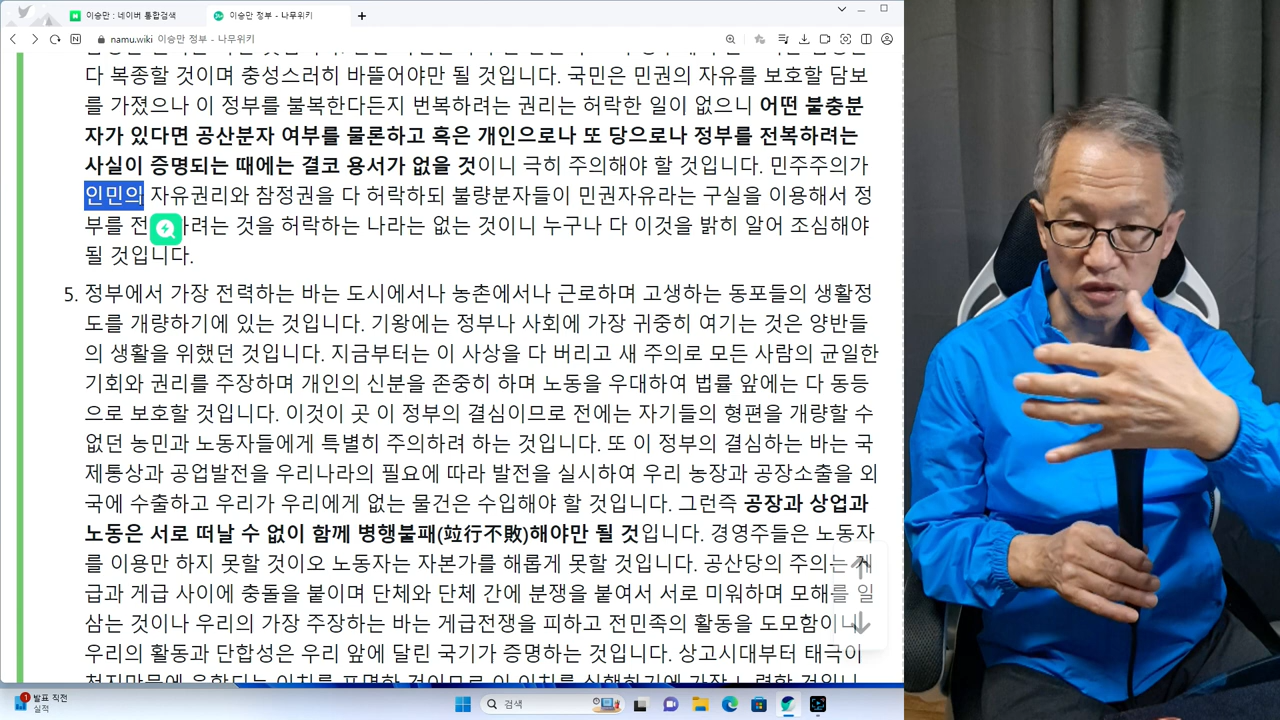 이승만 : 네이버 통합검색
이승만 정부 - 나무위키
namu.wiki 이승만 정부 - 나무위키
다 복종할 것이며 충성스러히 바뜰어야만 될 것입니다. 국민은 민권의 자유를 보호할 담보
를 가졌으나 이 정부를 불복한다든지 번복하려는 권리는 허락한 일이 없으니 어떤 불충분
자가 있다면 공산분자 여부를 물론하고 혹은 개인으로나 또 당으로나 정부를 전복하려는
사실이 증명되는 때에는 결코 용서가 없을 것이니 극히 주의해야 할 것입니다. 민주주의가
인민의 자유권리와 참정권을 다 허락하되 불량분자들이 민권자유라는 구실을 이용해서 정
부를 전 하려는 것을 허락하는 나라는 없는 것이니 누구나 다 이것을 밝히 알어 조심해야
될 것입니다.
5. 정부에서 가장 전력하는 바는 도시에서나 농촌에서나 근로하며 고생하는 동포들의 생활정
도를 개량하기에 있는 것입니다. 기왕에는 정부나 사회에 가장 귀중히 여기는 것은 양반들
의 생활을 위했던 것입니다. 지금부터는 이 사상을 다 버리고 새 주의로 모든 사람의 균일한
기회와 권리를 주장하며 개인의 신분을 존중히 하며 노동을 우대하여 법률 앞에는 다 동등
으로 보호할 것입니다. 이것이 곳 이 정부의 결심이므로 전에는 자기들의 형편을 개량할 수
없던 농민과 노동자들에게 특별히 주의하려 하는 것입니다. 또 이 정부의 결심하는 바는 국
제통상과 공업발전을 우리나라의 필요에 따라 발전을 실시하여 우리 농장과 공장소출을 외
국에 수출하고 우리가 우리에게 없는 물건은 수입해야 할 것입니다. 그런즉 공장과 상업과
노동은 서로 떠날 수 없이 함께 병행불패(竝行不敗)해야만 될 것입니다. 경영주들은 노동자
를 이용만 하지 못할 것이오 노동자는 자본가를 해롭게 못할 것입니다. 공산당의 주의는 계
급과 계급 사이에 충돌을 붙이며 단체와 단체 간에 분쟁을 붙여서 서로 미워하며 모해를 일
삼는 것이나 우리의 가장 주장하는 바는 계급전쟁을 피하고 전민족의 활동을 도모함이니
우리의 활동과 단합성은 우리 앞에 달린 국기가 증명하는 것입니다. 상고시대부터 태극이
발표 직전
실적
검색